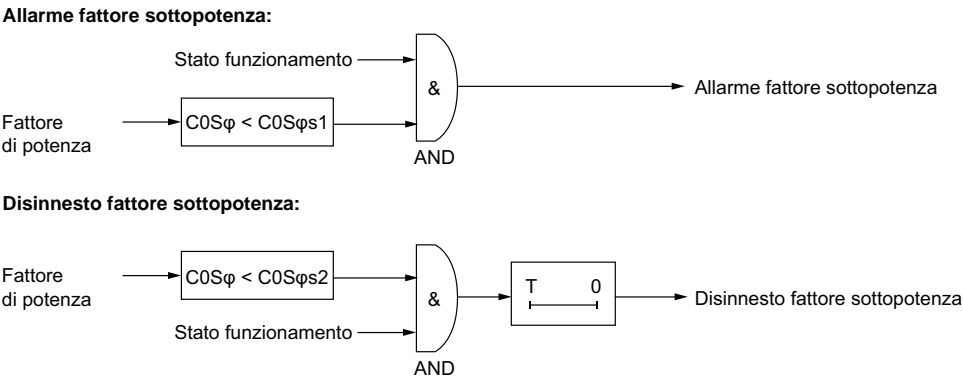 Allarme fattore sottopotenza:
Stato funzionamento
&
Allarme fattore sottopotenza
Fattore
di potenza
C0Sφ < C0Sφs1
AND
Disinnesto fattore sottopotenza:
Fattore
di potenza
C0Sφ < C0Sφs2
&
T 0
Disinnesto fattore sottopotenza
Stato funzionamento
AND